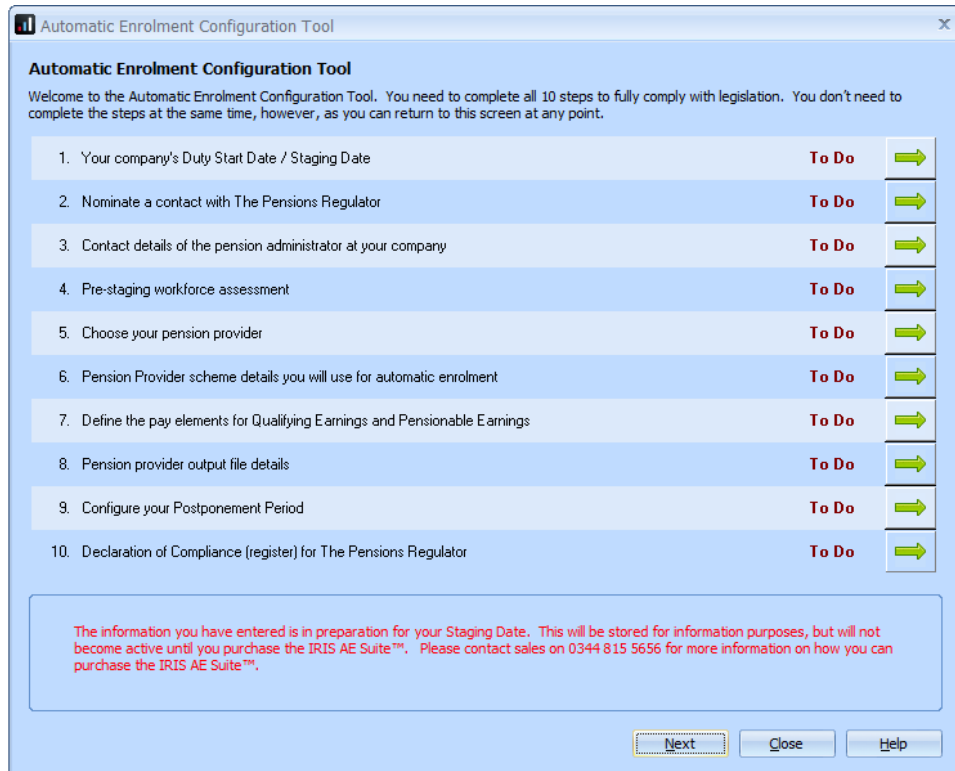 Automatic Enrolment Configuration Tool
x
Automatic Enrolment Configuration Tool
Welcome to the Automatic Enrolment Configuration Tool. You need to complete all 10 steps to fully comply with legislation. You don't need to
complete the steps at the same time, however, as you can return to this screen at any point.
1. Your company's Duty Start Date / Staging Date To Do
2. Nominate a contact with The Pensions Regulator To Do
3. Contact details of the pension administrator at your company To Do
4. Pre-staging workforce assessment To Do
5. Choose your pension provider To Do
6. Pension Provider scheme details you will use for automatic enrolment To Do
7. Define the pay elements for Qualifying Earnings and Pensionable Earnings To Do
8. Pension provider output file details To Do
9. Configure your Postponement Period To Do
10. Declaration of Compliance (register) for The Pensions Regulator To Do
The information you have entered is in preparation for your Staging Date. This will be stored for information purposes, but will not
become active until you purchase the IRIS AE Suite™. Please contact sales on 0344 815 5656 for more information on how you can
purchase the IRIS AE Suite™.
Next Close Help